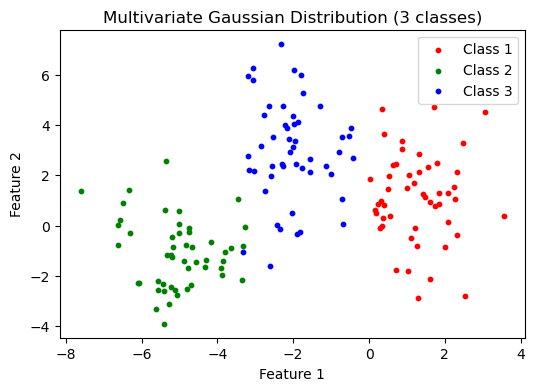 Multivariate Gaussian Distribution (3 classes)
Class 1
Class 2
Class 3
6
4
2
0
−2
−4
Feature 2
−8 −6 −4 −2 0 2 4
Feature 1